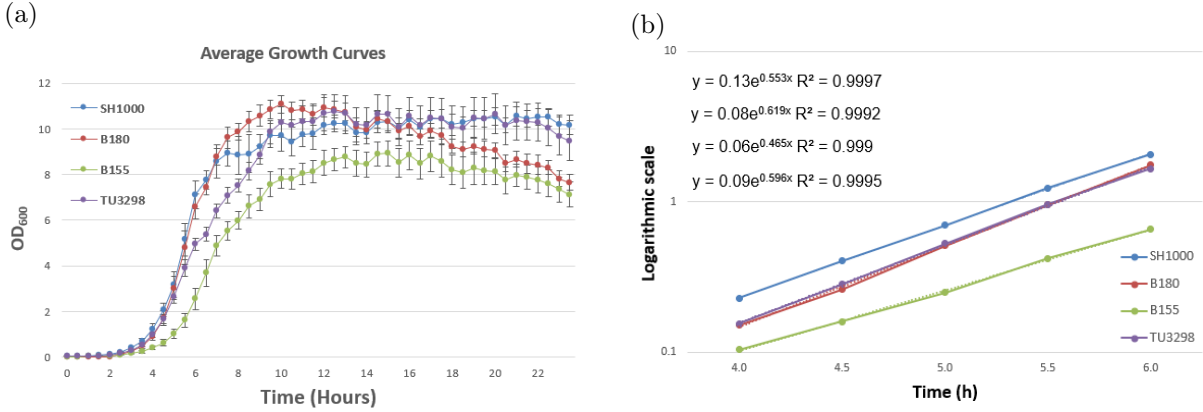 (a)
Average Growth Curves
12
10
8
6
4
2
0
OD600
SH1000
B180
B155
TU3298
0 2 4 6 8 10 12 14 16 18 20 22
Time (Hours)
(b)
10
1
0.1
Logarithmic scale
y = 0.13e^0.553x R² = 0.9997
y = 0.08e^0.619x R² = 0.9992
y = 0.06e^0.465x R² = 0.999
y = 0.09e^0.596x R² = 0.9995
SH1000
B180
B155
TU3298
4.0 4.5 5.0 5.5 6.0
Time (h)